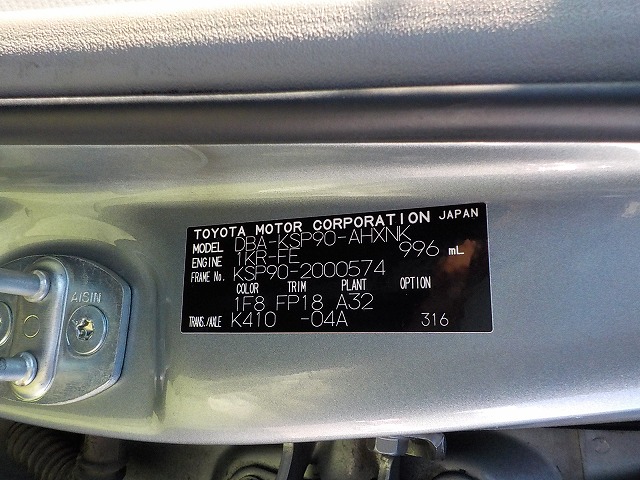 TOYOTA MOTOR CORPORATION JAPAN
MODEL DBA-KSP90-AHXNK
ENGINE 1KR-FE 996 mL
FRAME No. KSP90-2000574
COLOR TRIM PLANT OPTION
1F8 FP18 A32
TRANS./AXLE K410 -04A 316
AISIN